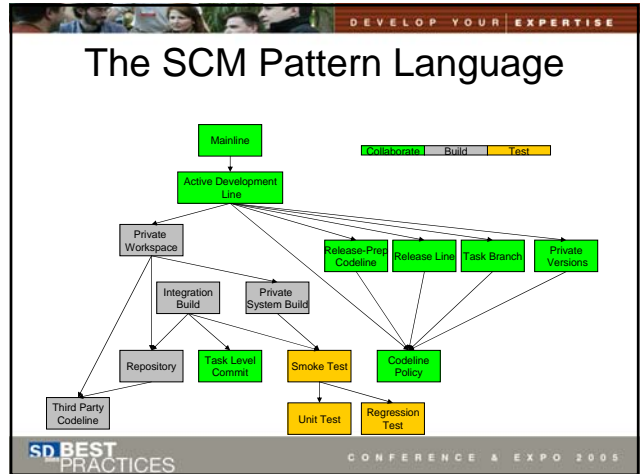 DEVELOP YOUR EXPERTISE
The SCM Pattern Language
Mainline
Collaborate Build Test
Active Development
Line
Private
Workspace
Release-Prep
Codeline
Release Line
Task Branch
Private
Versions
Integration
Build
Private
System Build
Repository
Task Level
Commit
Smoke Test
Codeline
Policy
Third Party
Codeline
Unit Test
Regression
Test
SD BEST
PRACTICES
CONFERENCE & EXPO 2005